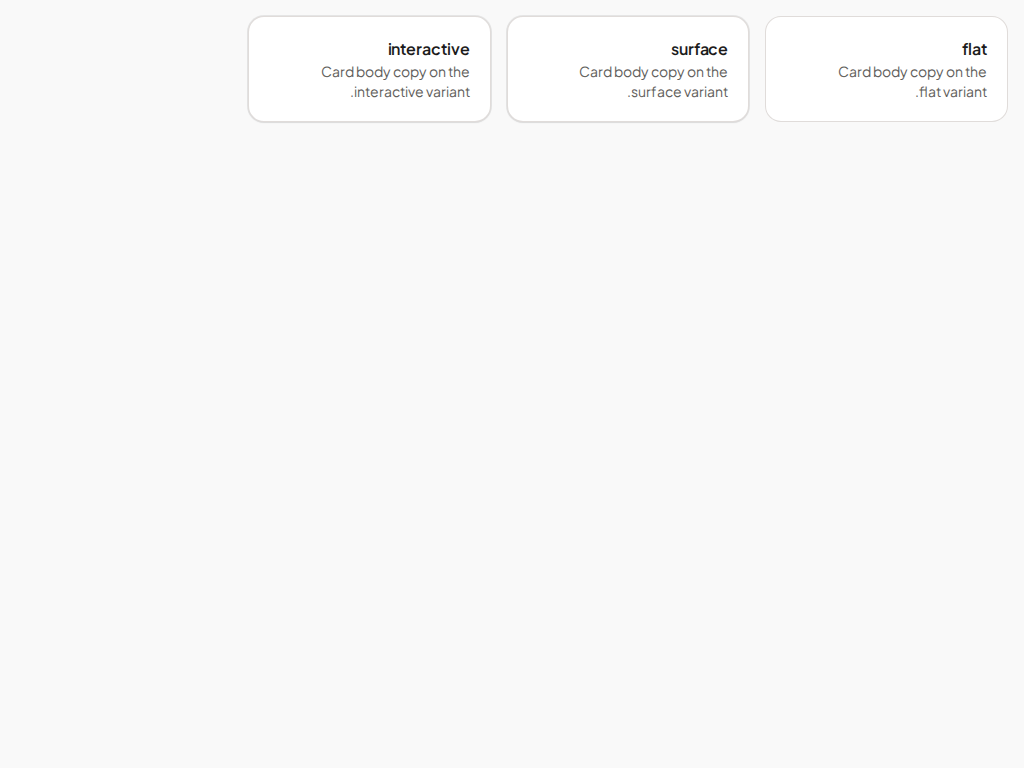 flat
Card body copy on the
.flat variant
surface
Card body copy on the
.surface variant
interactive
Card body copy on the
.interactive variant